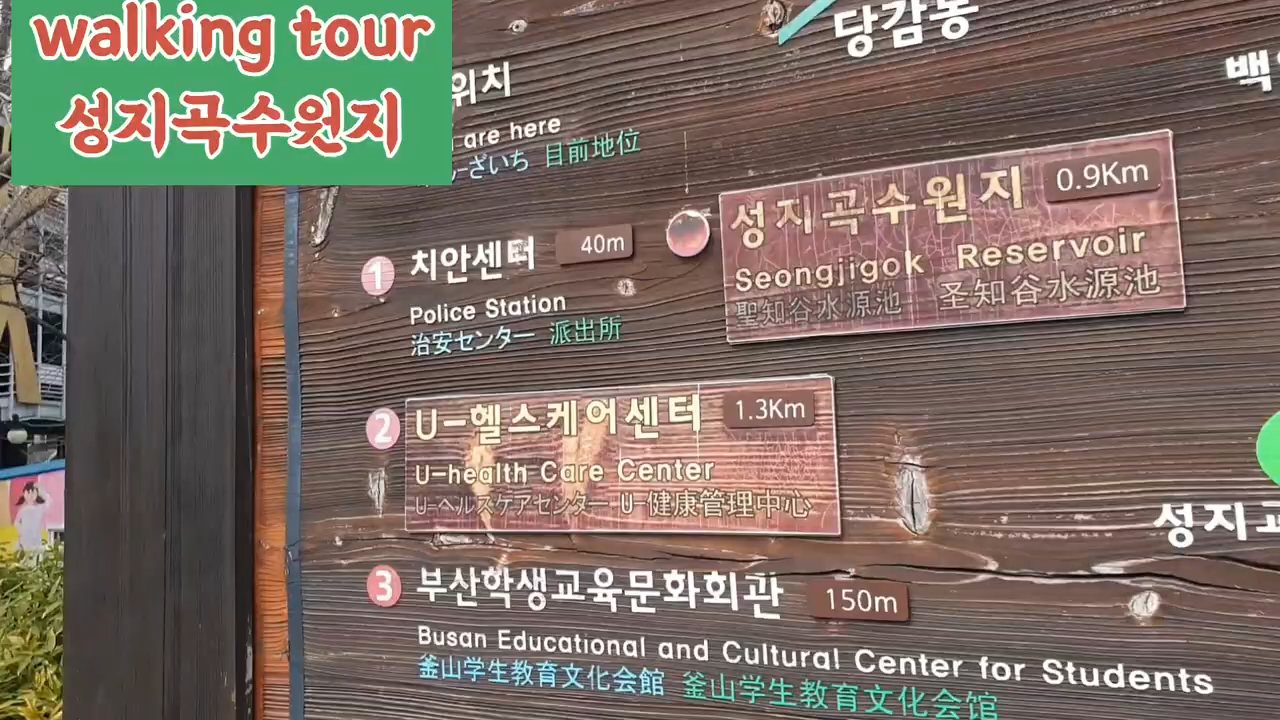 walking tour
성지곡수원지
당감동
위치
are here
ざいち 目前地位
성지곡수원지 0.9Km
Seongjigok Reservoir
聖知谷水源池 圣知谷水源池
1 치안센터 40m
Police Station
治安センター 派出所
2 U-헬스케어센터 1.3Km
U-health Care Center
U-ヘルスケアセンター U-健康管理中心
성지
3 부산학생교육문화회관 150m
Busan Educational and Cultural Center for Students
釜山学生教育文化会館 釜山学生教育文化会馆